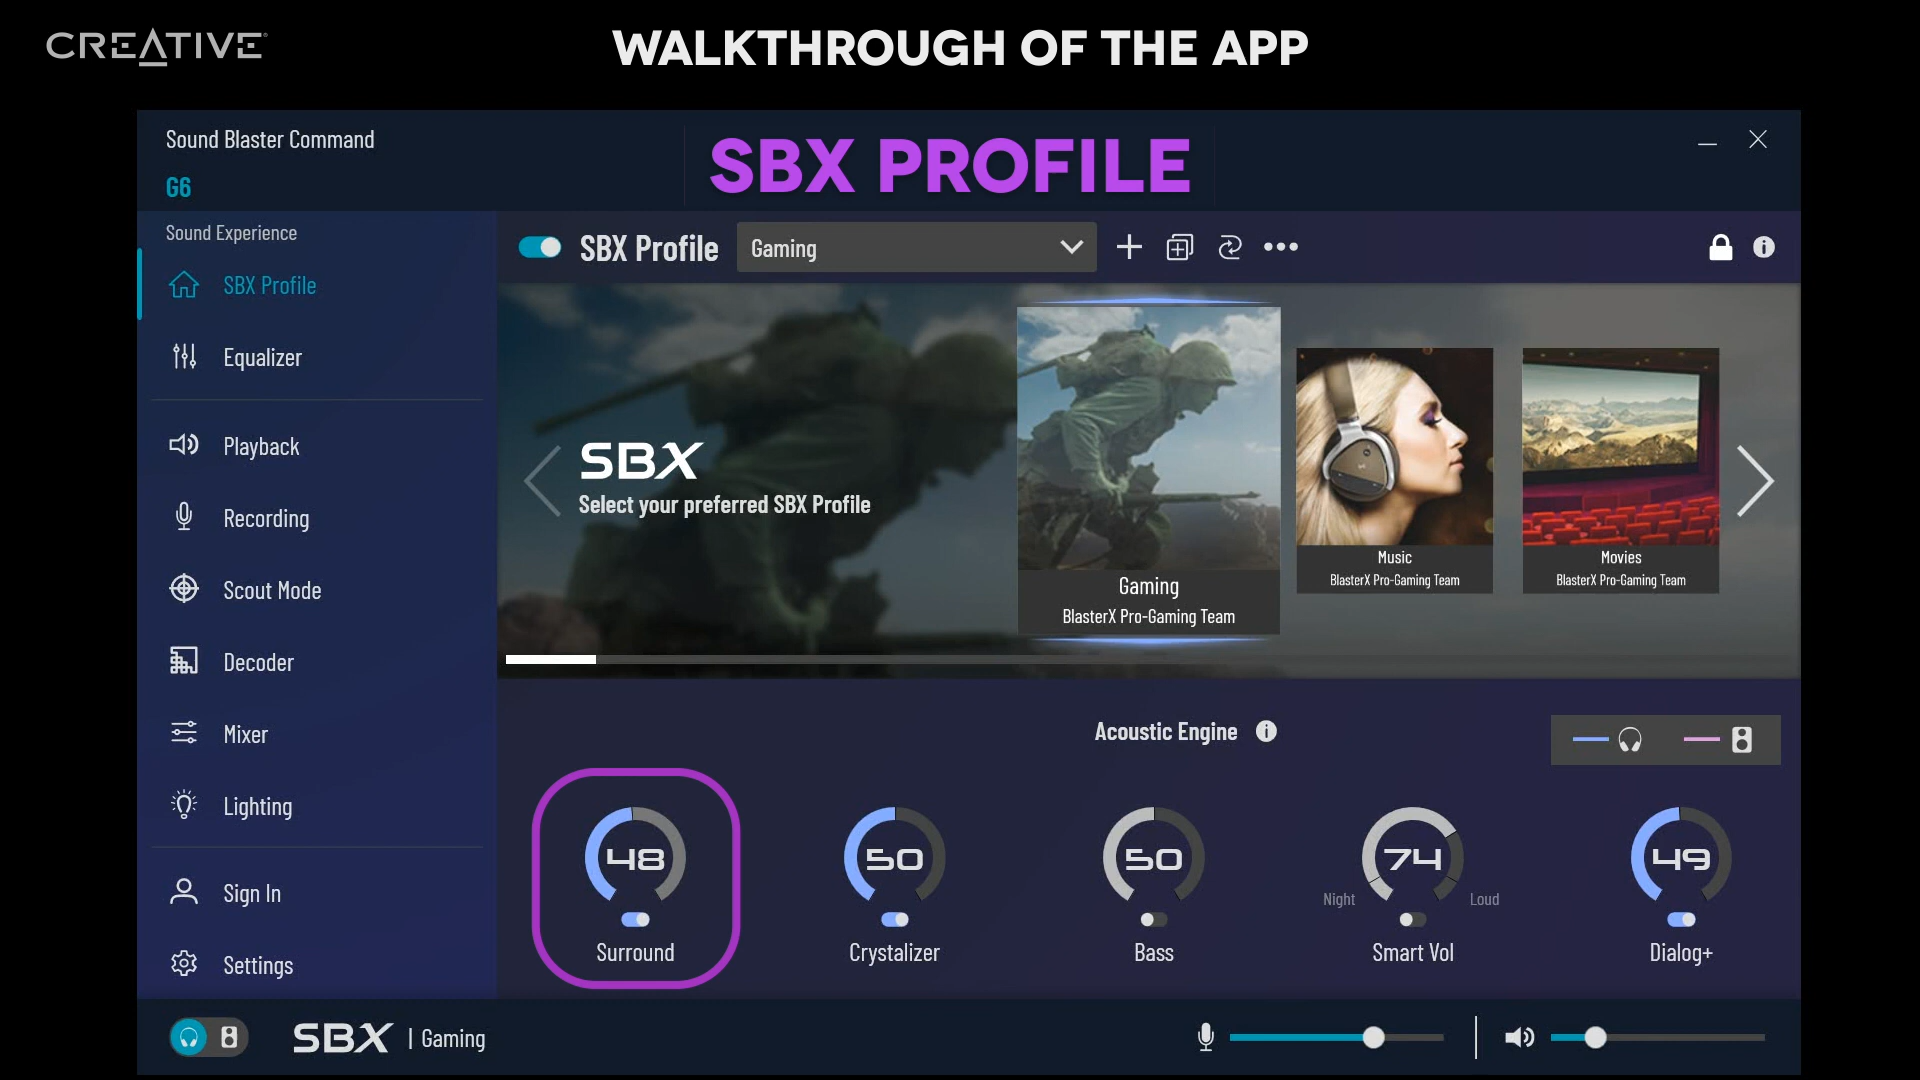 CREATIVE
WALKTHROUGH OF THE APP
Sound Blaster Command
SBX PROFILE
G6
Sound Experience
SBX Profile
Equalizer
Playback
Recording
Scout Mode
Decoder
Mixer
Lighting
Sign In
Settings
SBX Profile
Gaming
SBX
Select your preferred SBX Profile
Gaming
BlasterX Pro-Gaming Team
Music
BlasterX Pro-Gaming Team
Movies
BlasterX Pro-Gaming Team
Acoustic Engine
48
Surround
50
Crystalizer
50
Bass
74
Night
Loud
Smart Vol
49
Dialog+
SBX | Gaming